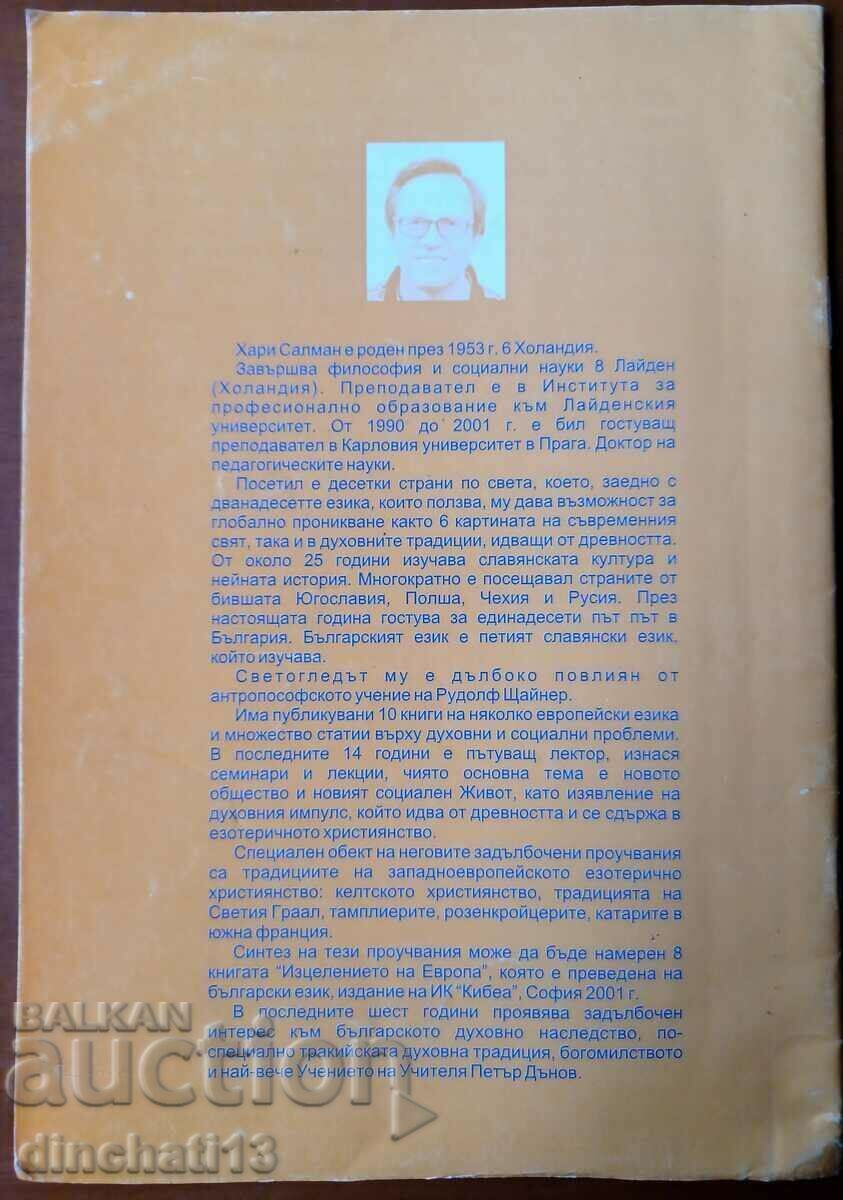 Хари Салман е роден през 1953 г. 6 Холандия.
Завършва философия и социални науки 8 Лайден
(Холандия). Преподавател е в Института за
професионално образование към Лайденския
университет. От 1990 до 2001 г. е бил гостуващ
преподавател в Карловия университет в Прага. Доктор на
педагогическите науки.
Посетил е десетки страни по света, което, заедно с
дванадесетте езика, които ползва, му дава възможност за
глобално проникване както 6 картината на съвременния
свят, така и в духовните традиции, идващи от древността.
От около 25 години изучава славянската култура и
нейната история. Многократно е посещавал страните от
бившата Югославия, Полша, Чехия и Русия. През
настоящата година гостува за единадесети път път в
България. Българският език е петият славянски език,
който изучава.
Светогледът му е дълбоко повлиян от
антропософското учение на Рудолф Щайнер.
Има публикувани 10 книги на няколко европейски езика
и множество статии върху духовни и социални проблеми.
В последните 14 години е пътуващ лектор, изнася
семинари и лекции, чиято основна тема е новото
общество и новият социален Живот, като изявление на
духовния импулс, който идва от древността и се сдържа в
езотеричното християнство.
Специален обект на неговите задълбочени проучвания
са традициите на западноевропейското езотерично
християнство: келтското християнство, традицията на
Светия Граал, тамплиерите, розенкройцерите, катарите в
южна франция.
Синтез на тези проучвания може да бъде намерен 8
книгата "Изцелението на Европа", която е преведена на
български език, издание на ИК "Кибеа", София 2001 г.
В последните шест години проявява задълбочен
интерес към българското духовно наследство, по-
специално тракийската духовна традиция, богомилството
и най-вече Учението на Учителя Петър Дънов.
BALKAN
auction
dinchati13